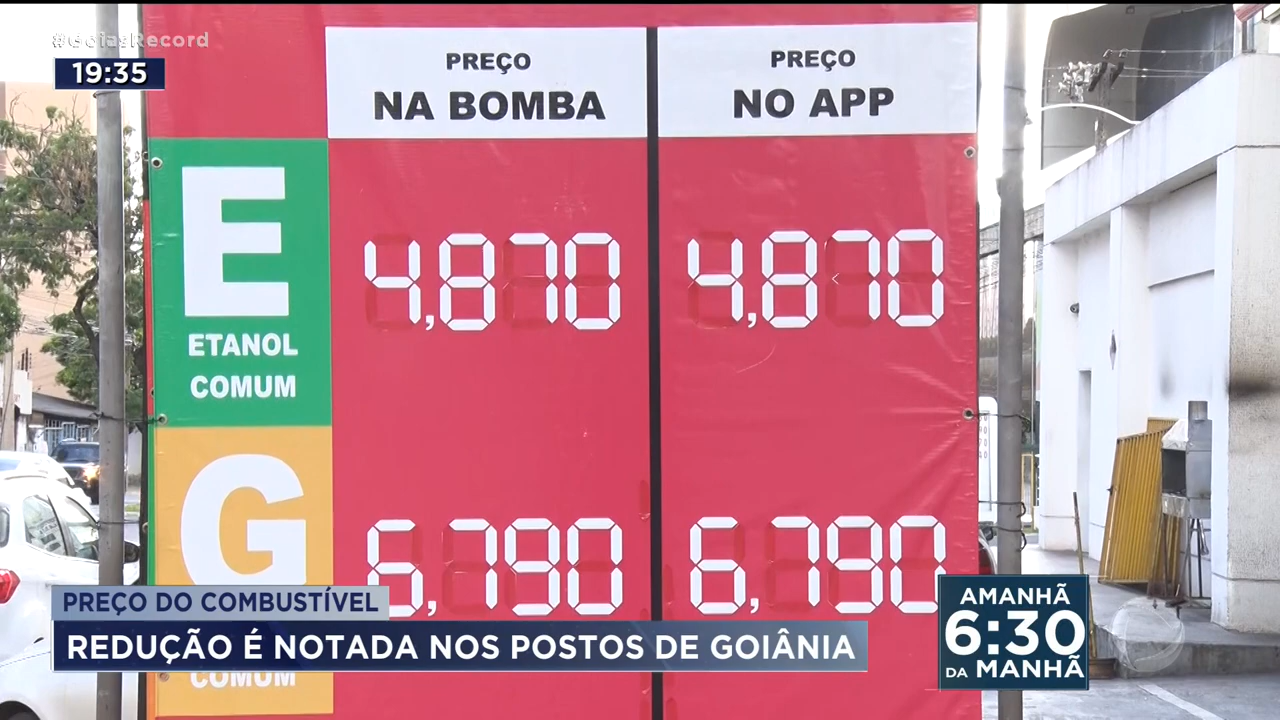 #GoiásRecord
19:35
PREÇO
NA BOMBA
PREÇO
NO APP
E
ETANOL
COMUM
4,870
4,870
G
COMUM
6,790
6,790
PREÇO DO COMBUSTÍVEL
REDUÇÃO É NOTADA NOS POSTOS DE GOIÂNIA
AMANHÃ
6:30
DA MANHÃ